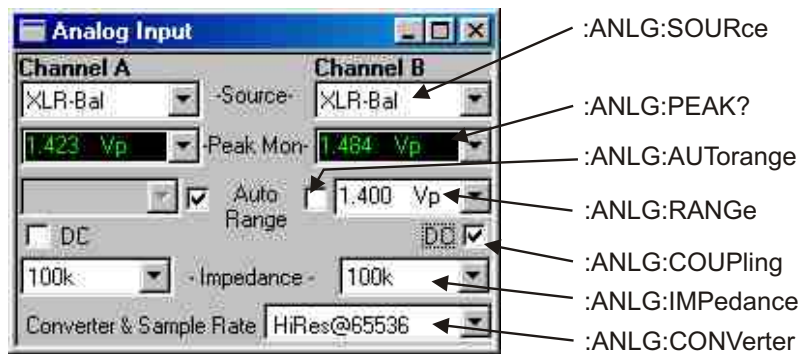 Analog Input
Channel A Channel B
XLR-Bal -Source- XLR-Bal
1.423 Vp -Peak Mon- 1.484 Vp
Auto Range 1.400 Vp
DC DC
100k - Impedance - 100k
Converter & Sample Rate HiRes@65536
:ANLG:SOURce
:ANLG:PEAK?
:ANLG:AUTorange
:ANLG:RANGe
:ANLG:COUPling
:ANLG:IMPedance
:ANLG:CONVerter